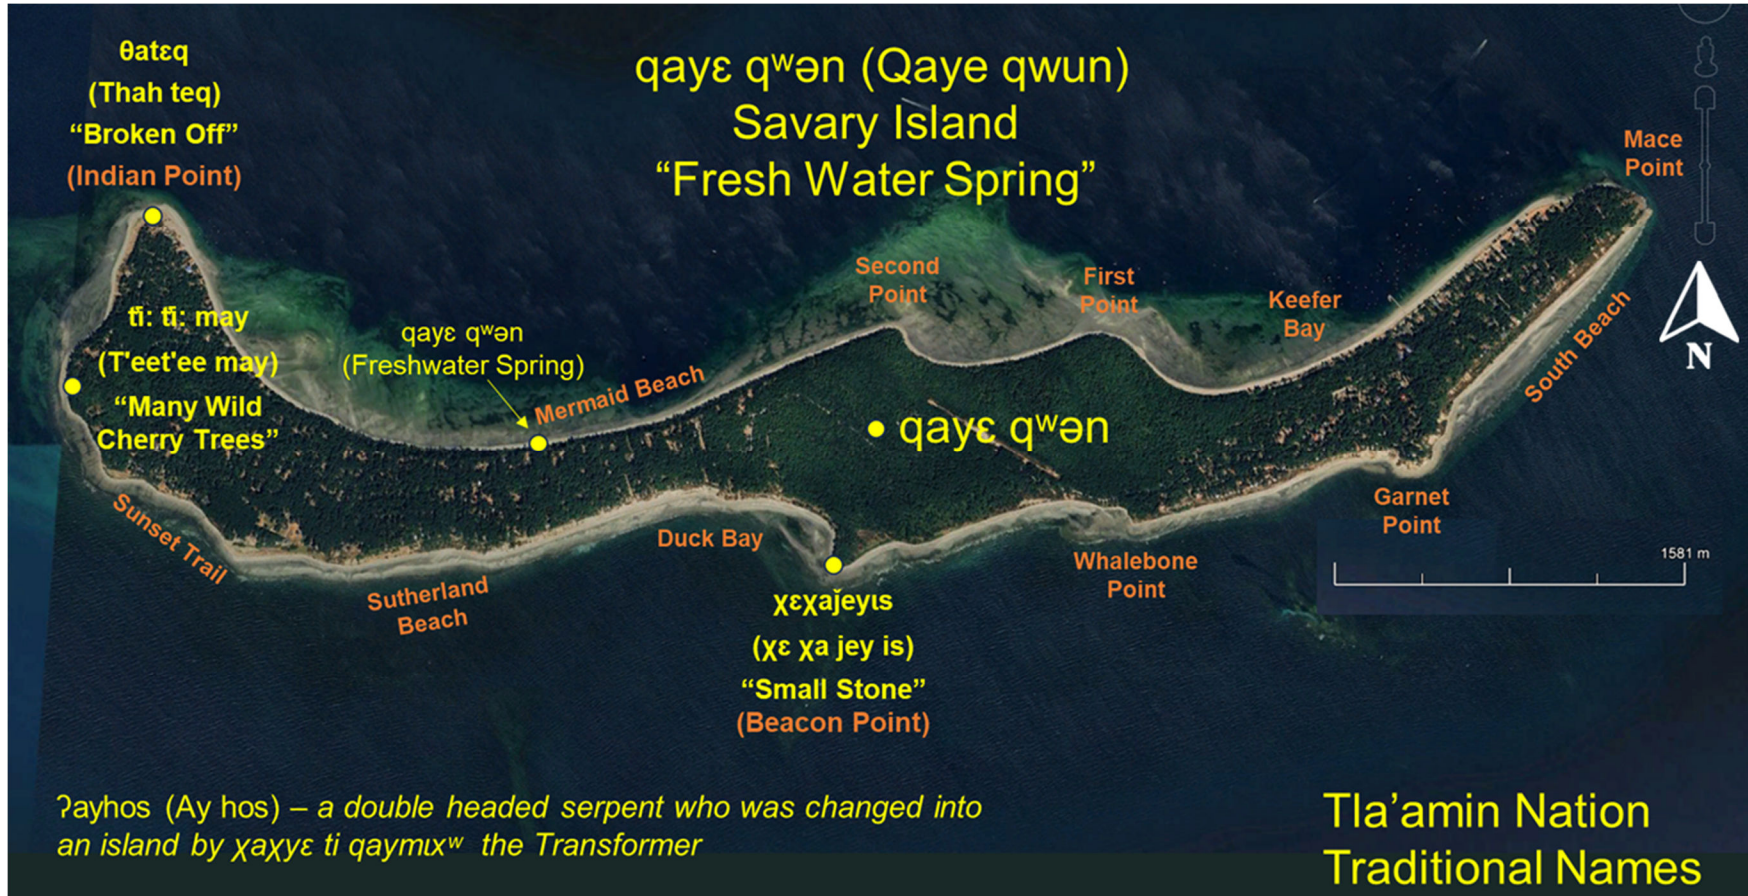 θatɛq
(Thah teq)
“Broken Off”
(Indian Point)
qayɛ qʷən (Qaye qwun)
Savary Island
“Fresh Water Spring”
Mace
Point
Second
Point
First
Point
Keefer
Bay
South Beach
N
t̓i: t̓i: may
(T'eet'ee may)
“Many Wild
Cherry Trees”
qayɛ qʷən
(Freshwater Spring)
Mermaid Beach
qayɛ qʷən
Sunset Trail
Sutherland
Beach
Duck Bay
Whalebone
Point
Garnet
Point
1581 m
χɛχaǰeyɩs
(χɛ χa jey is)
“Small Stone”
(Beacon Point)
ʔayhos (Ay hos) – a double headed serpent who was changed into
an island by χaχyɛ ti qaymɩxʷ the Transformer
Tla’amin Nation
Traditional Names